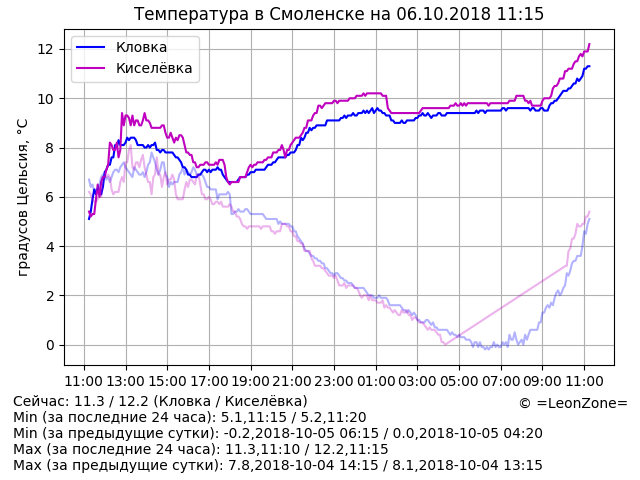 Температура в Смоленске на 06.10.2018 11:15
Кловка
Киселёвка
градусов Цельсия, °C
12
10
8
6
4
2
0
11:00 13:00 15:00 17:00 19:00 21:00 23:00 01:00 03:00 05:00 07:00 09:00 11:00
Сейчас: 11.3 / 12.2 (Кловка / Киселёвка)
© =LeonZone=
Min (за последние 24 часа): 5.1,11:15 / 5.2,11:20
Min (за предыдущие сутки): -0.2,2018-10-05 06:15 / 0.0,2018-10-05 04:20
Max (за последние 24 часа): 11.3,11:10 / 12.2,11:15
Max (за предыдущие сутки): 7.8,2018-10-04 14:15 / 8.1,2018-10-04 13:15